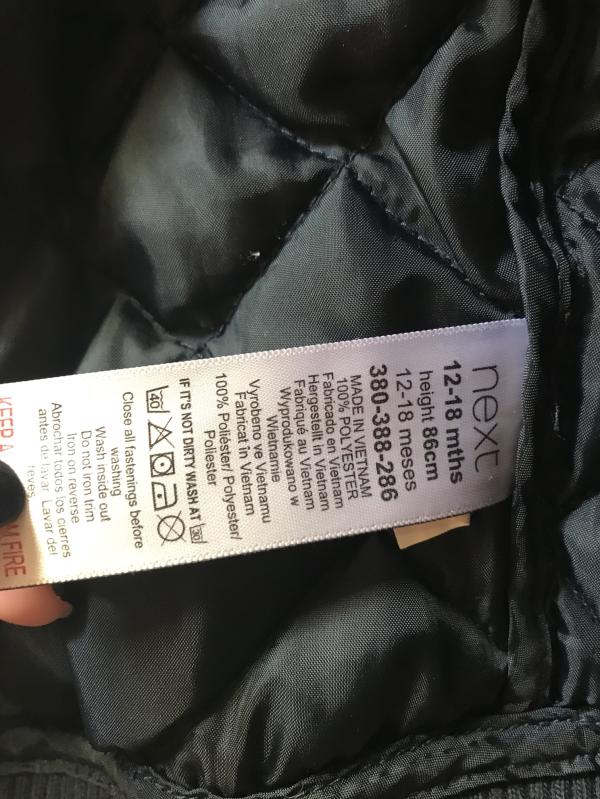 next
12-18 mths
height 86cm
12-18 meses
380-388-286
MADE IN VIETNAM
100% POLYESTER
Fabricado en Vietnam
Hergestellt in Vietnam
Fabriqué au Vietnam
Wyprodukowano w
Wietnamie
Vyrobeno ve Vietnamu
Fabricat în Vietnam
100% Poliéster/ Polyester/
Poliester
IF IT'S NOT DIRTY WASH AT 30
40
Close all fastenings before
washing
Wash inside out
Do not iron trim
Iron on reverse
Abrochar todos los cierres
antes de lavar Lavar del
reves
KEEP A
FIRE